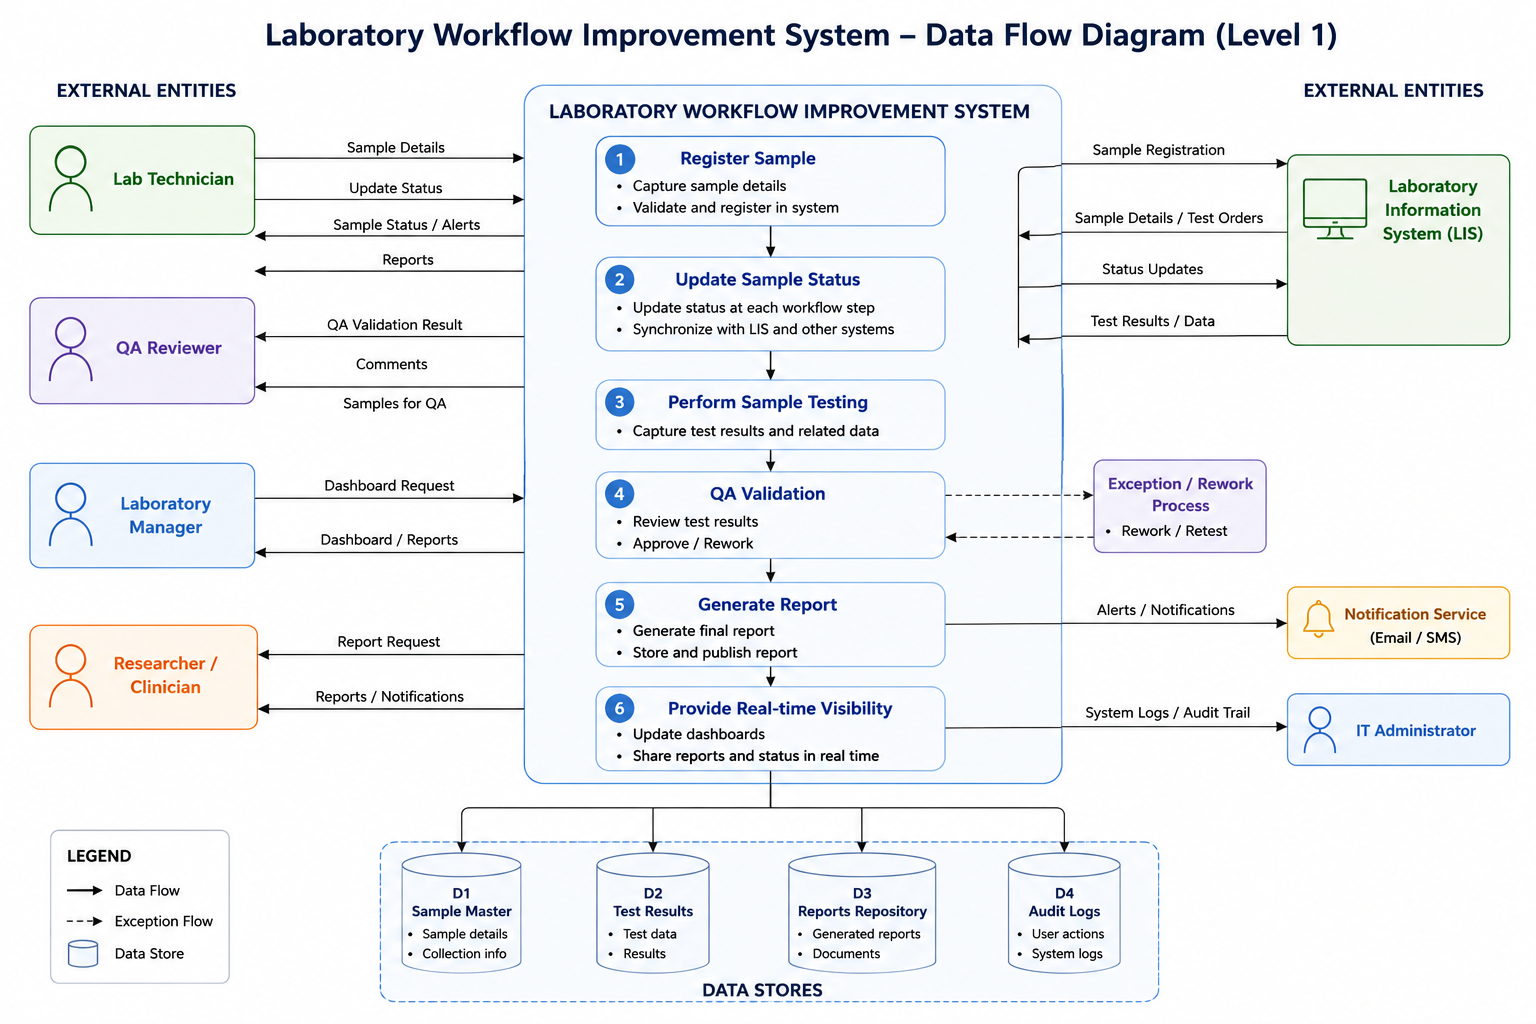 Laboratory Workflow Improvement System – Data Flow Diagram (Level 1)
EXTERNAL ENTITIES
Lab Technician
QA Reviewer
Laboratory
Manager
Researcher /
Clinician
Sample Details
Update Status
Sample Status / Alerts
Reports
QA Validation Result
Comments
Samples for QA
Dashboard Request
Dashboard / Reports
Report Request
Reports / Notifications
LABORATORY WORKFLOW IMPROVEMENT SYSTEM
1 Register Sample
• Capture sample details
• Validate and register in system
2 Update Sample Status
• Update status at each workflow step
• Synchronize with LIS and other systems
3 Perform Sample Testing
• Capture test results and related data
4 QA Validation
• Review test results
• Approve / Rework
5 Generate Report
• Generate final report
• Store and publish report
6 Provide Real-time Visibility
• Update dashboards
• Share reports and status in real time
EXTERNAL ENTITIES
Sample Registration
Sample Details / Test Orders
Status Updates
Test Results / Data
Laboratory
Information
System (LIS)
Exception / Rework
Process
• Rework / Retest
Alerts / Notifications
Notification Service
(Email / SMS)
System Logs / Audit Trail
IT Administrator
LEGEND
Data Flow
Exception Flow
Data Store
D1
Sample Master
• Sample details
• Collection info
D2
Test Results
• Test data
• Results
D3
Reports Repository
• Generated reports
• Documents
D4
Audit Logs
• User actions
• System logs
DATA STORES